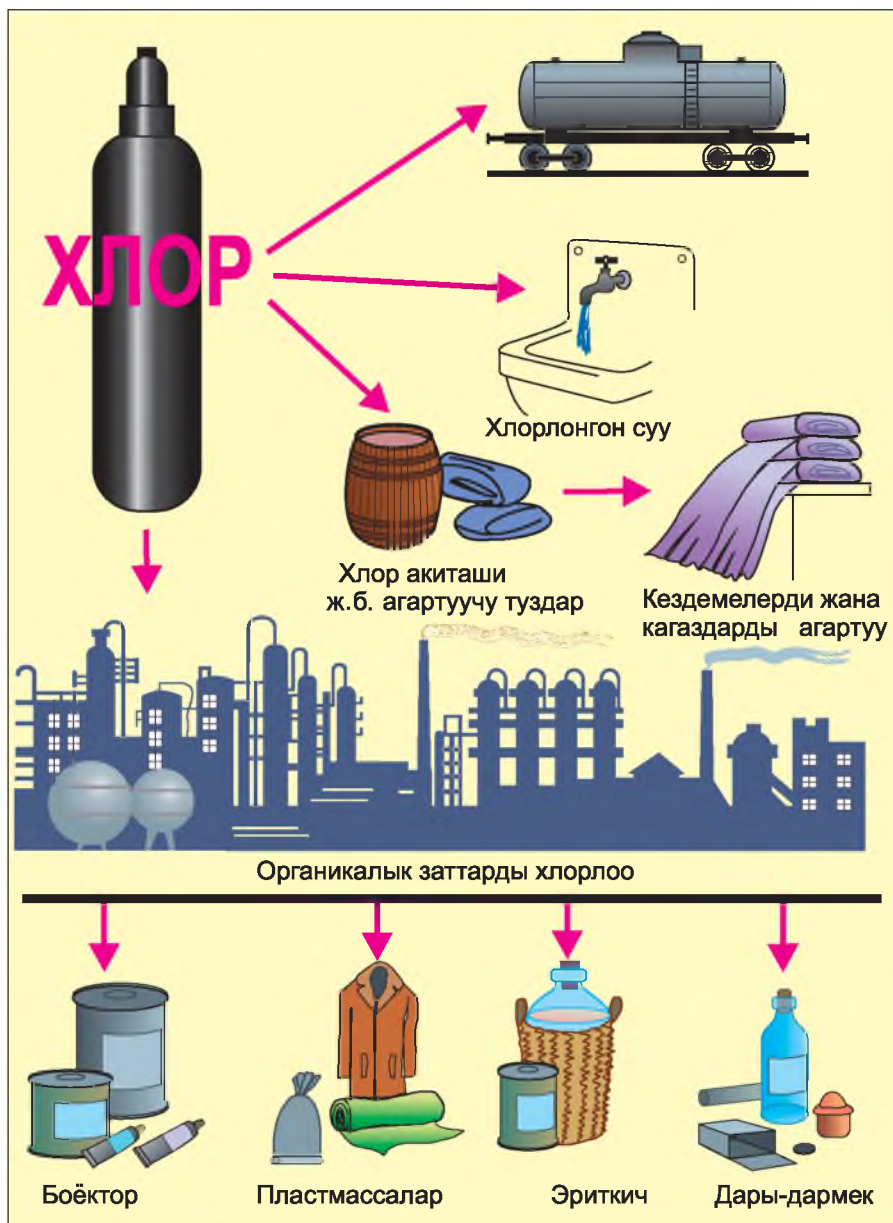 ХЛОР
Хлорлонгон суу
Хлор акиташи
ж.б. агартуучу туздар
Кездемелерди жана
кагаздарды агартуу
Органикалык заттарды хлорлоо
Боёктор
Пластмассалар
Эриткич
Дары-дармек